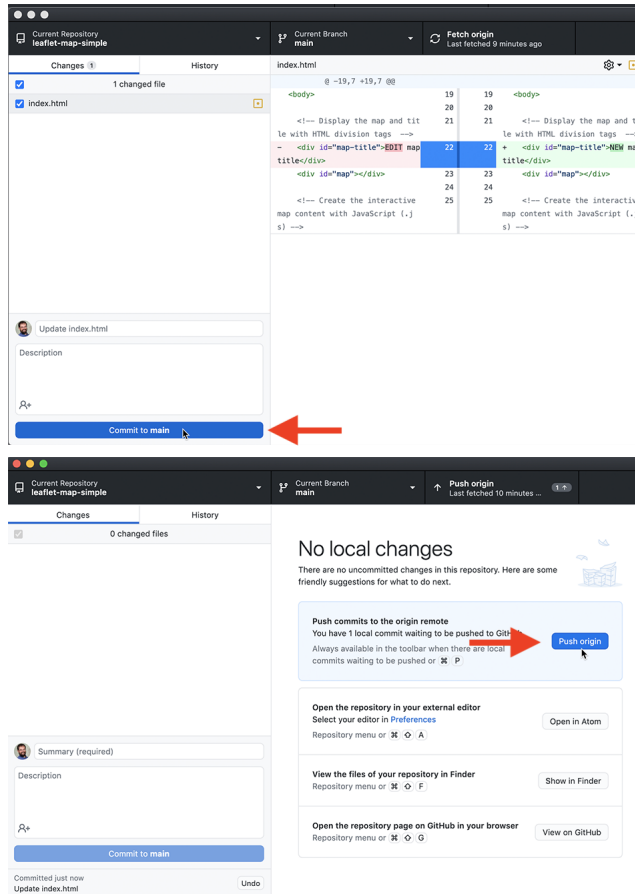 Current Repository
leaflet-map-simple
Current Branch
main
Fetch origin
Last fetched 9 minutes ago
Changes 1
History
index.html
1 changed file
index.html
@ -19,7 +19,7 @@
<body>
19
19
<body>
20
20
<!-- Display the map and tit
21
21
<!-- Display the map and t
le with HTML division tags -->
le with HTML division tags -->
- <div id="map-title">EDIT map
22
22
+ <div id="map-title">NEW ma
title</div>
title</div>
<div id="map"></div>
23
23
<div id="map"></div>
24
24
<!-- Create the interactive
25
25
<!-- Create the interactiv
map content with JavaScript (.j
map content with JavaScript (.
s) -->
s) -->
Update index.html
Description
Commit to main
Current Repository
leaflet-map-simple
Current Branch
main
Push origin
Last fetched 10 minutes ...
1
Changes
History
0 changed files
No local changes
There are no uncommitted changes in this repository. Here are some
friendly suggestions for what to do next.
Push commits to the origin remote
You have 1 local commit waiting to be pushed to
Always available in the toolbar when there are local
commits waiting to be pushed or ⌘ P
Push origin
Open the repository in your external editor
Select your editor in Preferences
Repository menu or ⌘ ⇧ A
Open in Atom
View the files of your repository in Finder
Repository menu or ⌘ ⇧ F
Show in Finder
Open the repository page on GitHub in your browser
Repository menu or ⌘ ⇧ G
View on GitHub
Summary (required)
Description
Commit to main
Committed just now
Update index.html
Undo